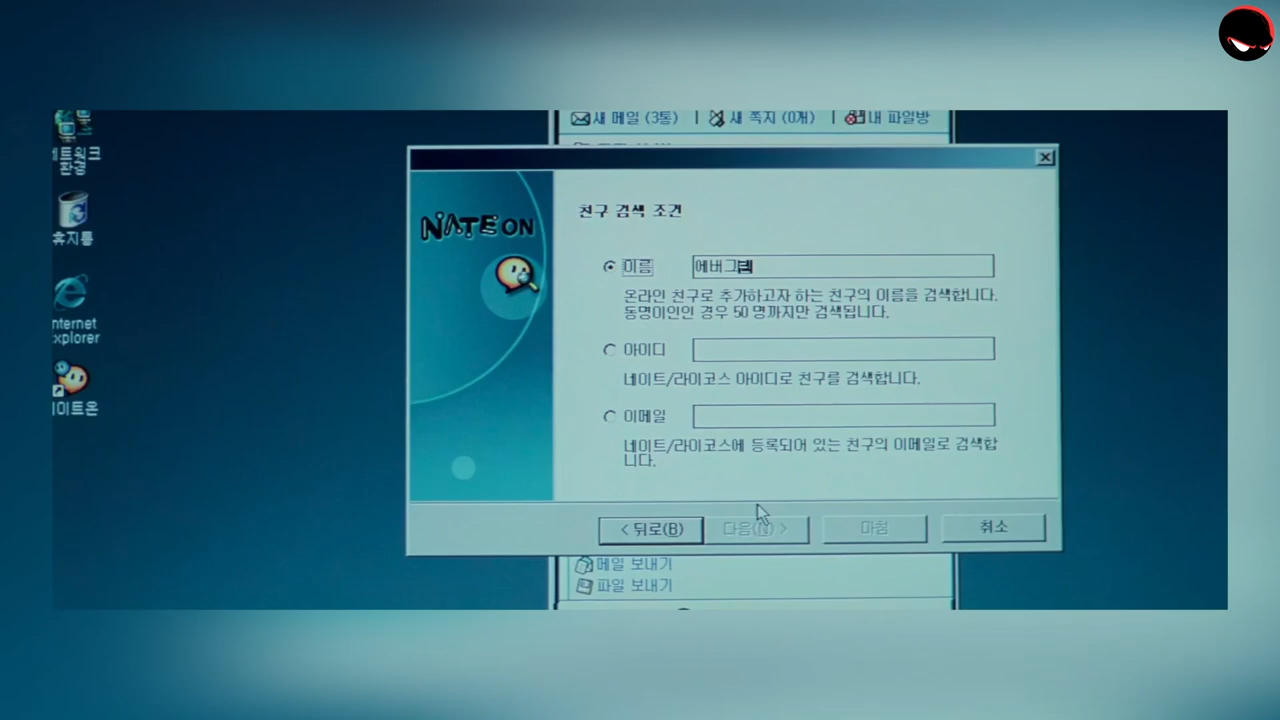 새 메일 (3통) | 새 쪽지 (0개) | 내 파일방
네트워크
환경
휴지통
Internet
Explorer
네이트온
NATE ON
친구 검색 조건
이름
에버그
온라인 친구로 추가하고자 하는 친구의 이름을 검색합니다.
동명이인인 경우 50 명까지만 검색됩니다.
아이디
네이트/라이코스 아이디로 친구를 검색합니다.
이메일
네이트/라이코스에 등록되어 있는 친구의 이메일로 검색합
니다.
< 뒤로(B)
다음(N) >
마침
취소
메일 보내기
파일 보내기